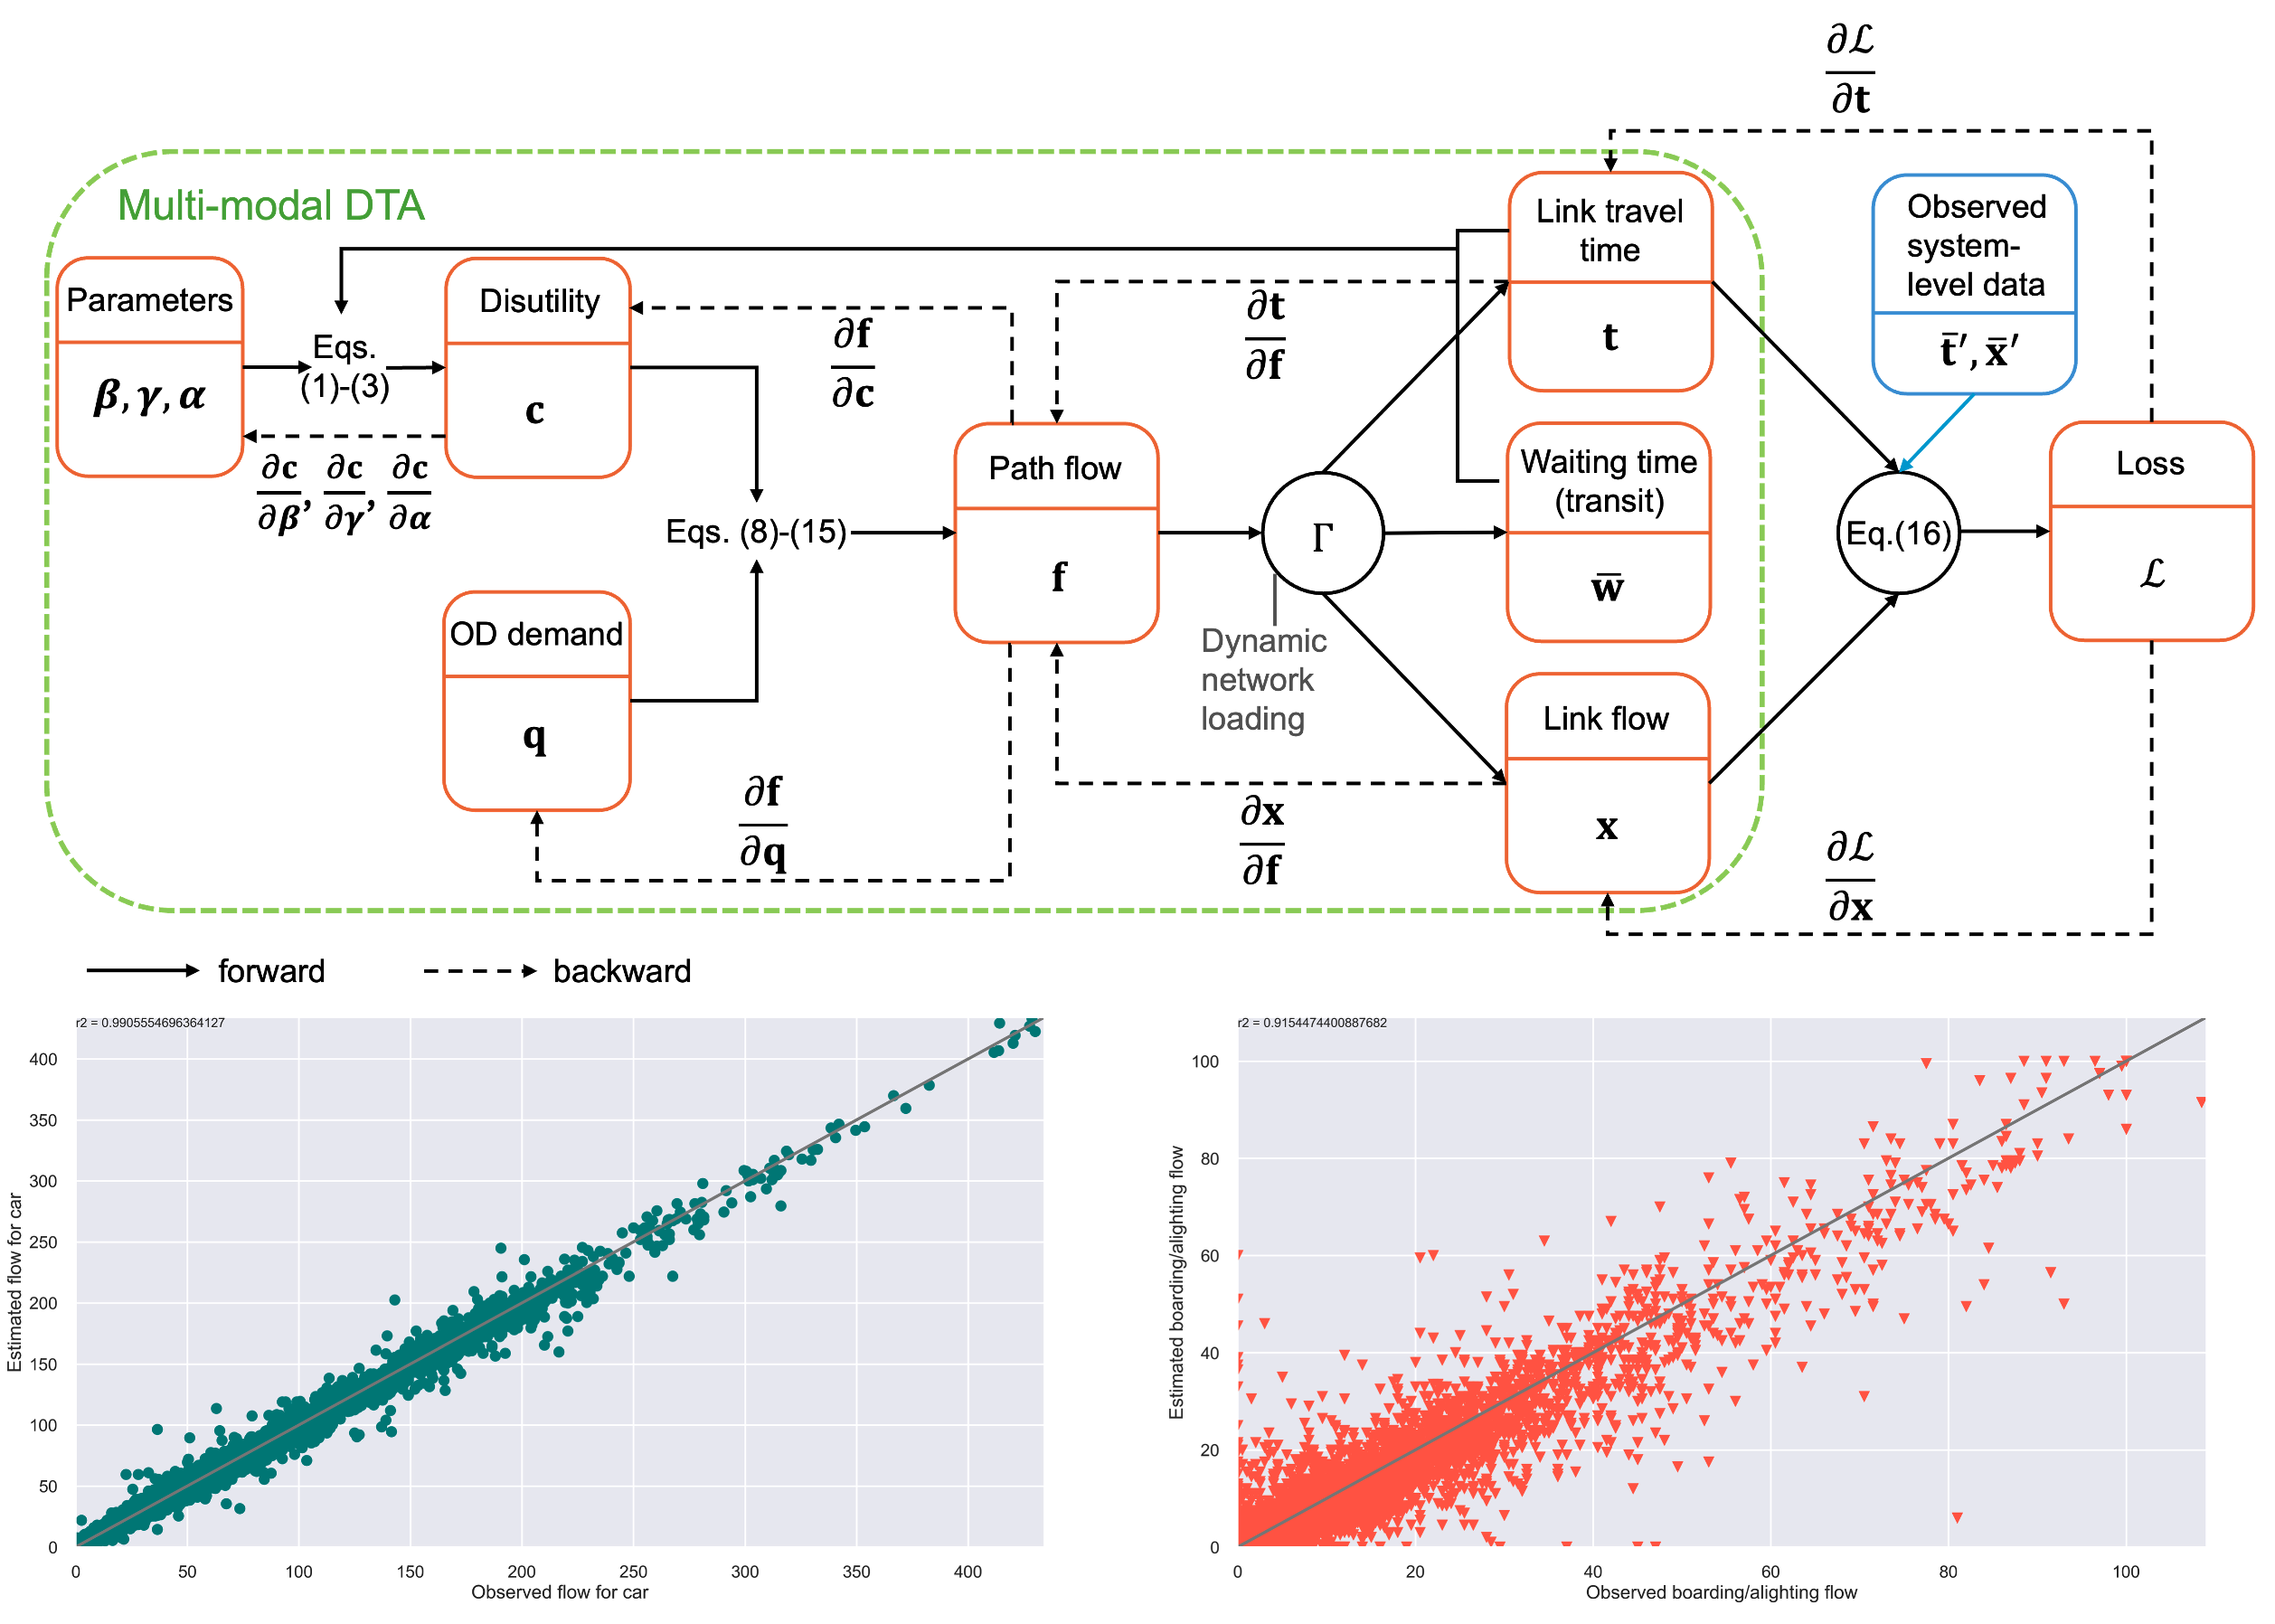 ∂ℒ
∂t
Multi-modal DTA
Parameters
β, γ, α
Eqs.
(1)-(3)
Disutility
c
∂c/∂β, ∂c/∂γ, ∂c/∂α
∂f
∂c
∂t
∂f
Link travel
time
t
Observed
system-
level data
t̄′, x̄′
Path flow
f
Eqs. (8)-(15)
Γ
Waiting time
(transit)
w̄
Eq.(16)
Loss
ℒ
OD demand
q
Dynamic
network
loading
Link flow
x
∂f
∂q
∂x
∂f
∂ℒ
∂x
forward
backward
r2 = 0.9905554696364127
400
350
300
250
200
150
100
50
0
Estimated flow for car
0 50 100 150 200 250 300 350 400
Observed flow for car
r2 = 0.9154474400887682
100
80
60
40
20
0
Estimated boarding/alighting flow
0 20 40 60 80 100
Observed boarding/alighting flow